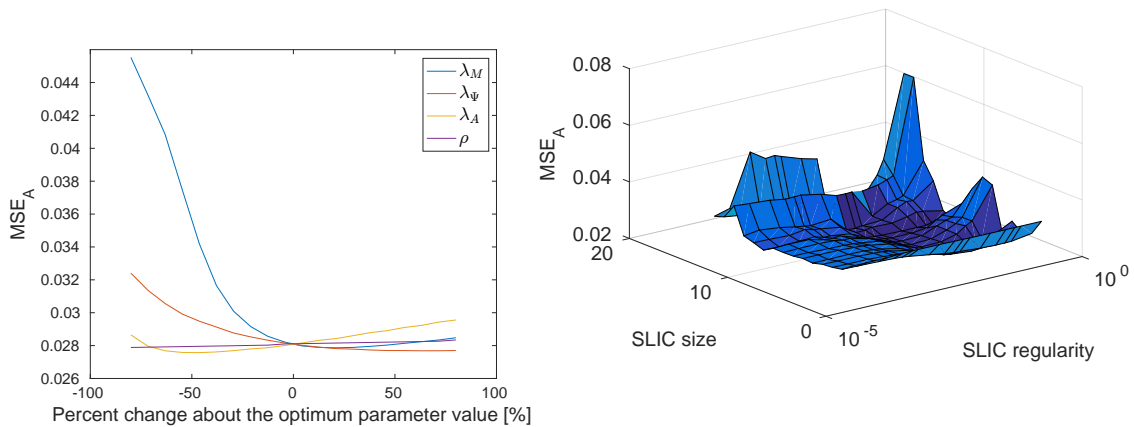 0.044
0.042
0.04
0.038
0.036
0.034
0.032
0.03
0.028
0.026
-100
-50
0
50
100
MSE_A
Percent change about the optimum parameter value [%]
λ_M
λ_Ψ
λ_A
ρ
0.08
0.06
0.04
0.02
MSE_A
20
10
0
SLIC size
10^-5
10^0
SLIC regularity